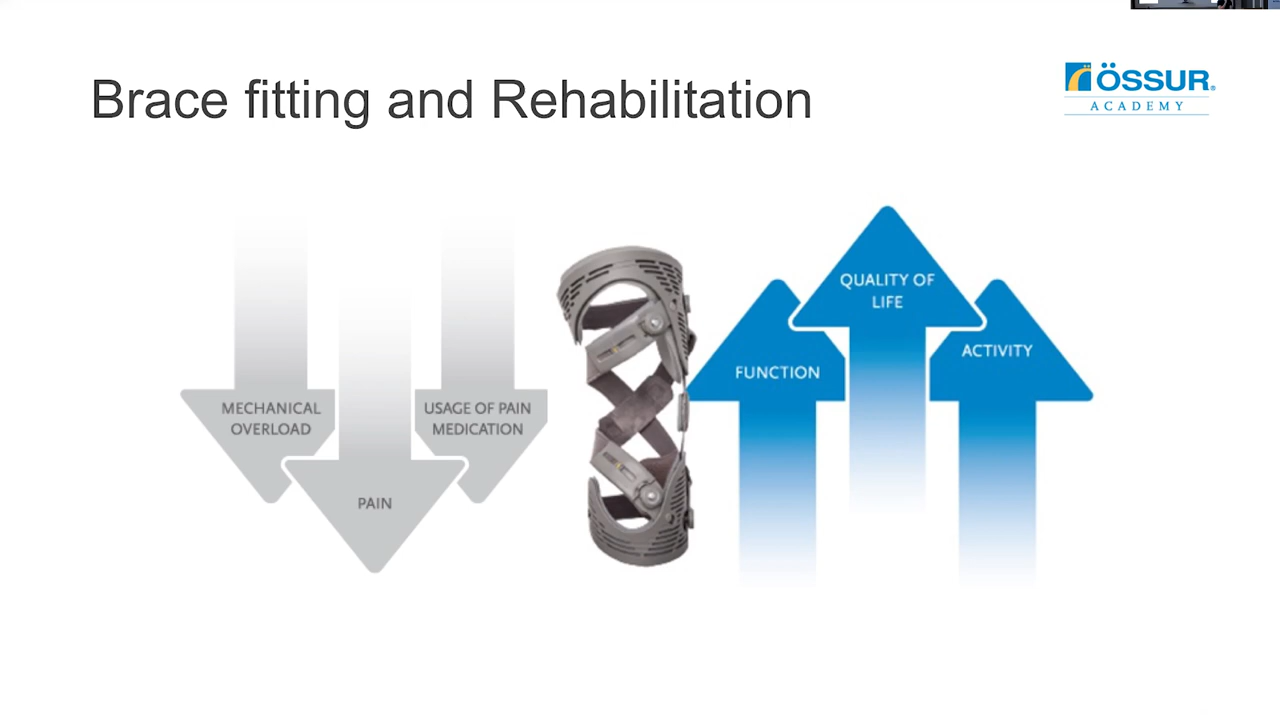 Brace fitting and Rehabilitation
ÖSSUR®
ACADEMY
MECHANICAL
OVERLOAD
PAIN
USAGE OF PAIN
MEDICATION
FUNCTION
QUALITY OF
LIFE
ACTIVITY